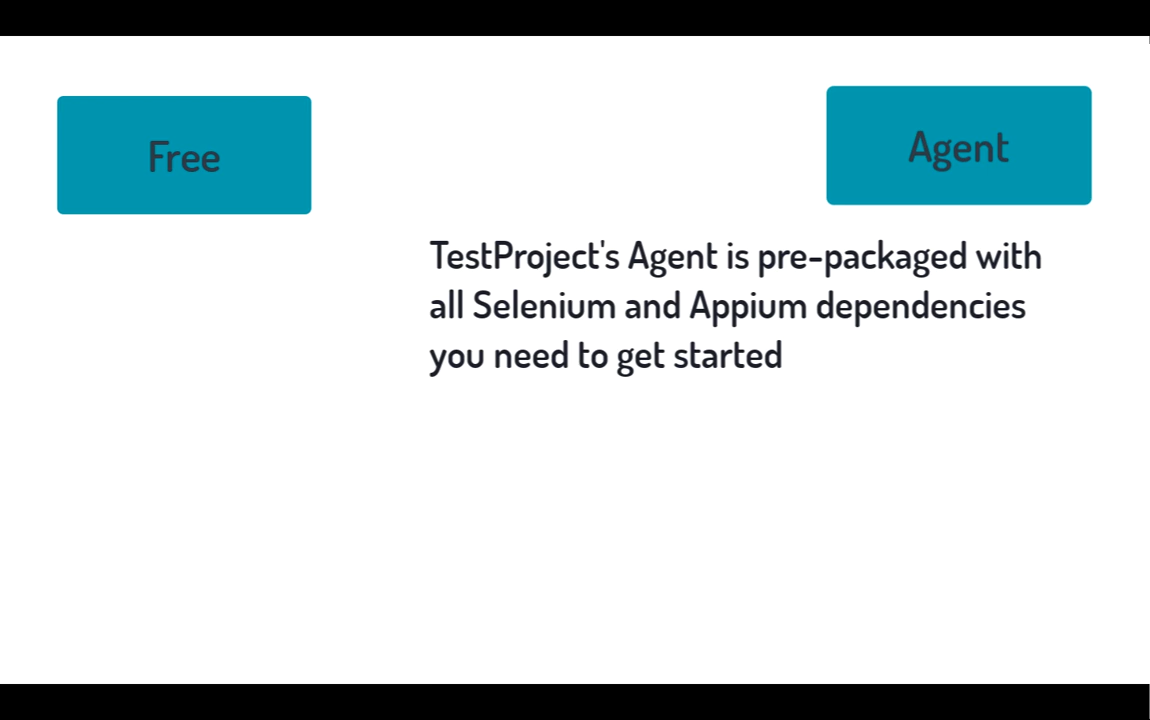 Free
Agent
TestProject's Agent is pre-packaged with
all Selenium and Appium dependencies
you need to get started